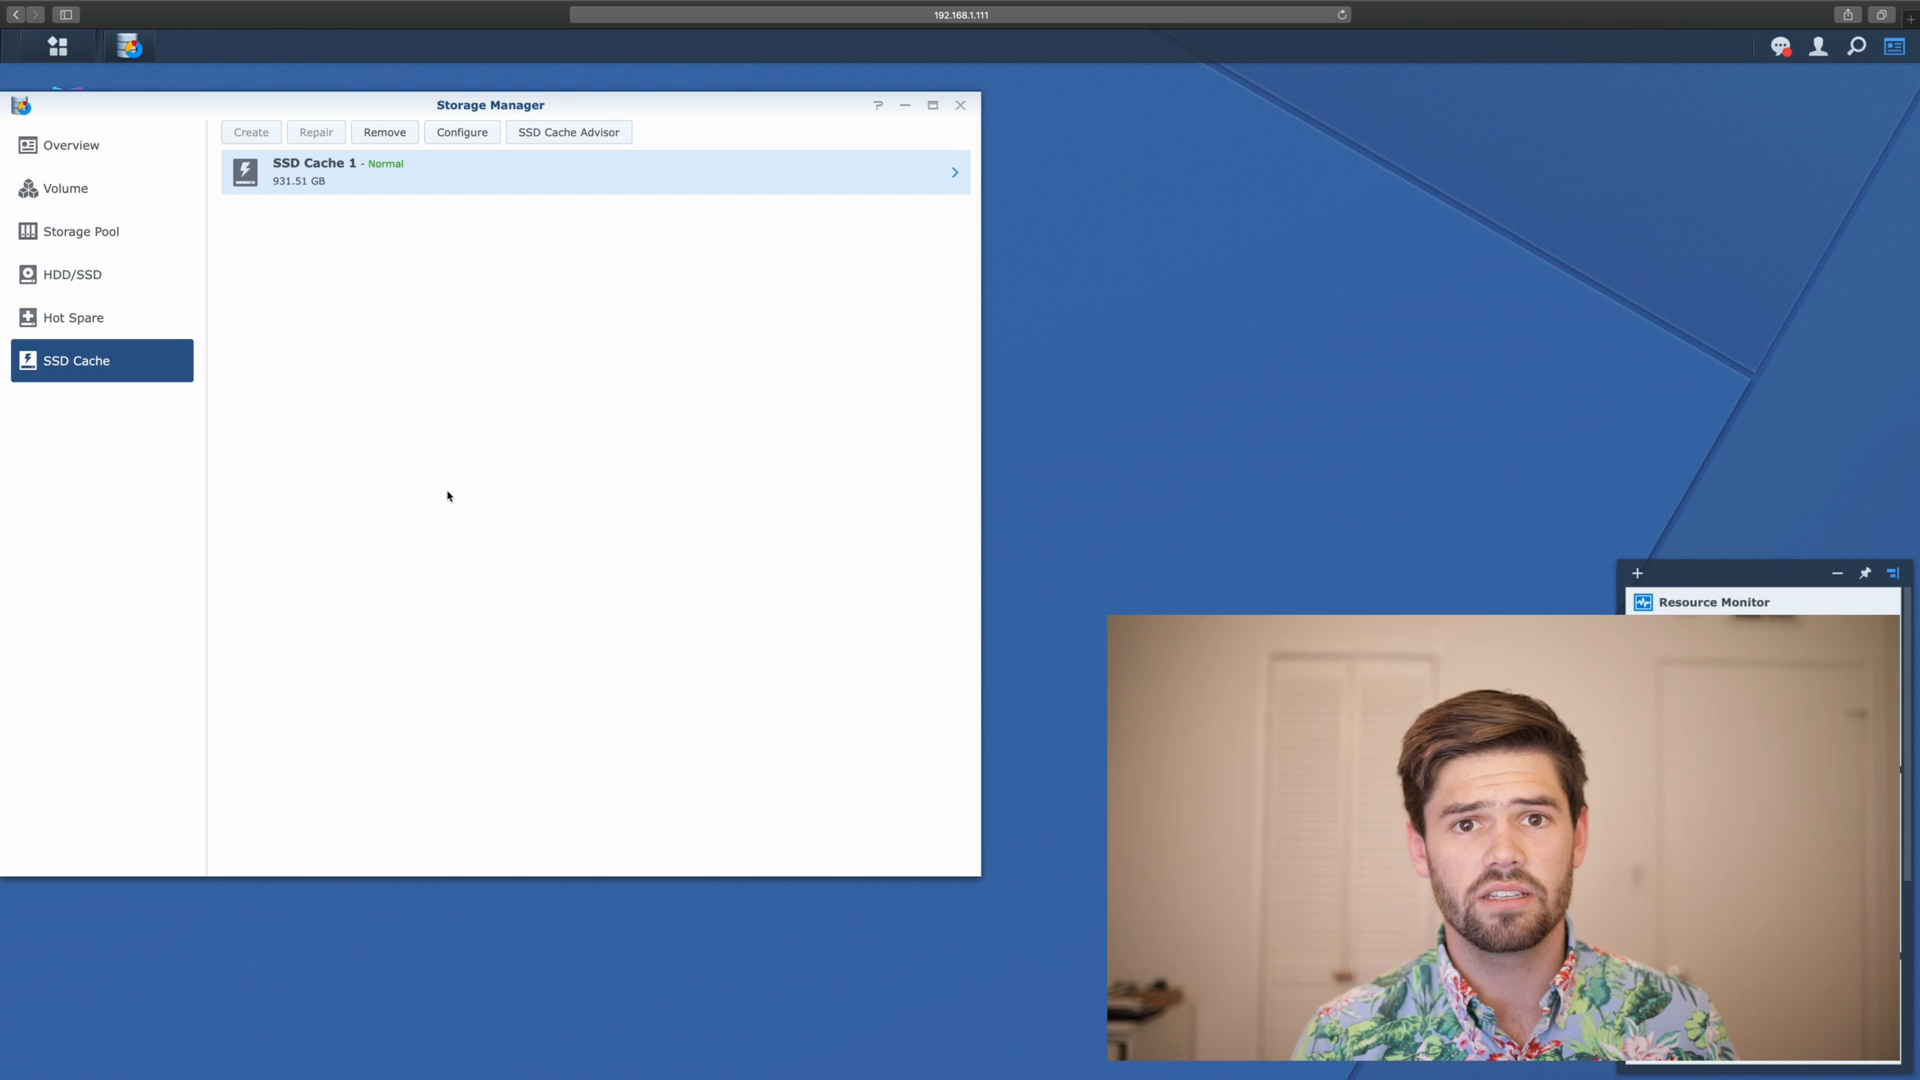 192.168.1.111
Storage Manager
Overview
Volume
Storage Pool
HDD/SSD
Hot Spare
SSD Cache
Create
Repair
Remove
Configure
SSD Cache Advisor
SSD Cache 1 - Normal
931.51 GB
Resource Monitor